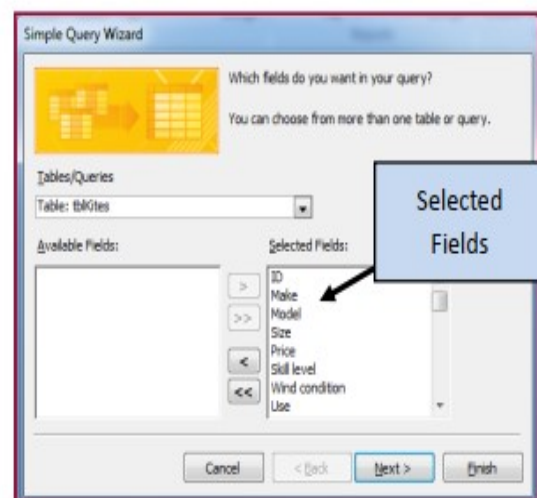 Simple Query Wizard
Which fields do you want in your query?
You can choose from more than one table or query.
Tables/Queries
Table: tblKites
Available Fields:
Selected Fields:
Selected
Fields
ID
Make
Model
Size
Price
Skill level
Wind condition
Use
>
>>
<
<<
Cancel
< Back
Next >
Finish